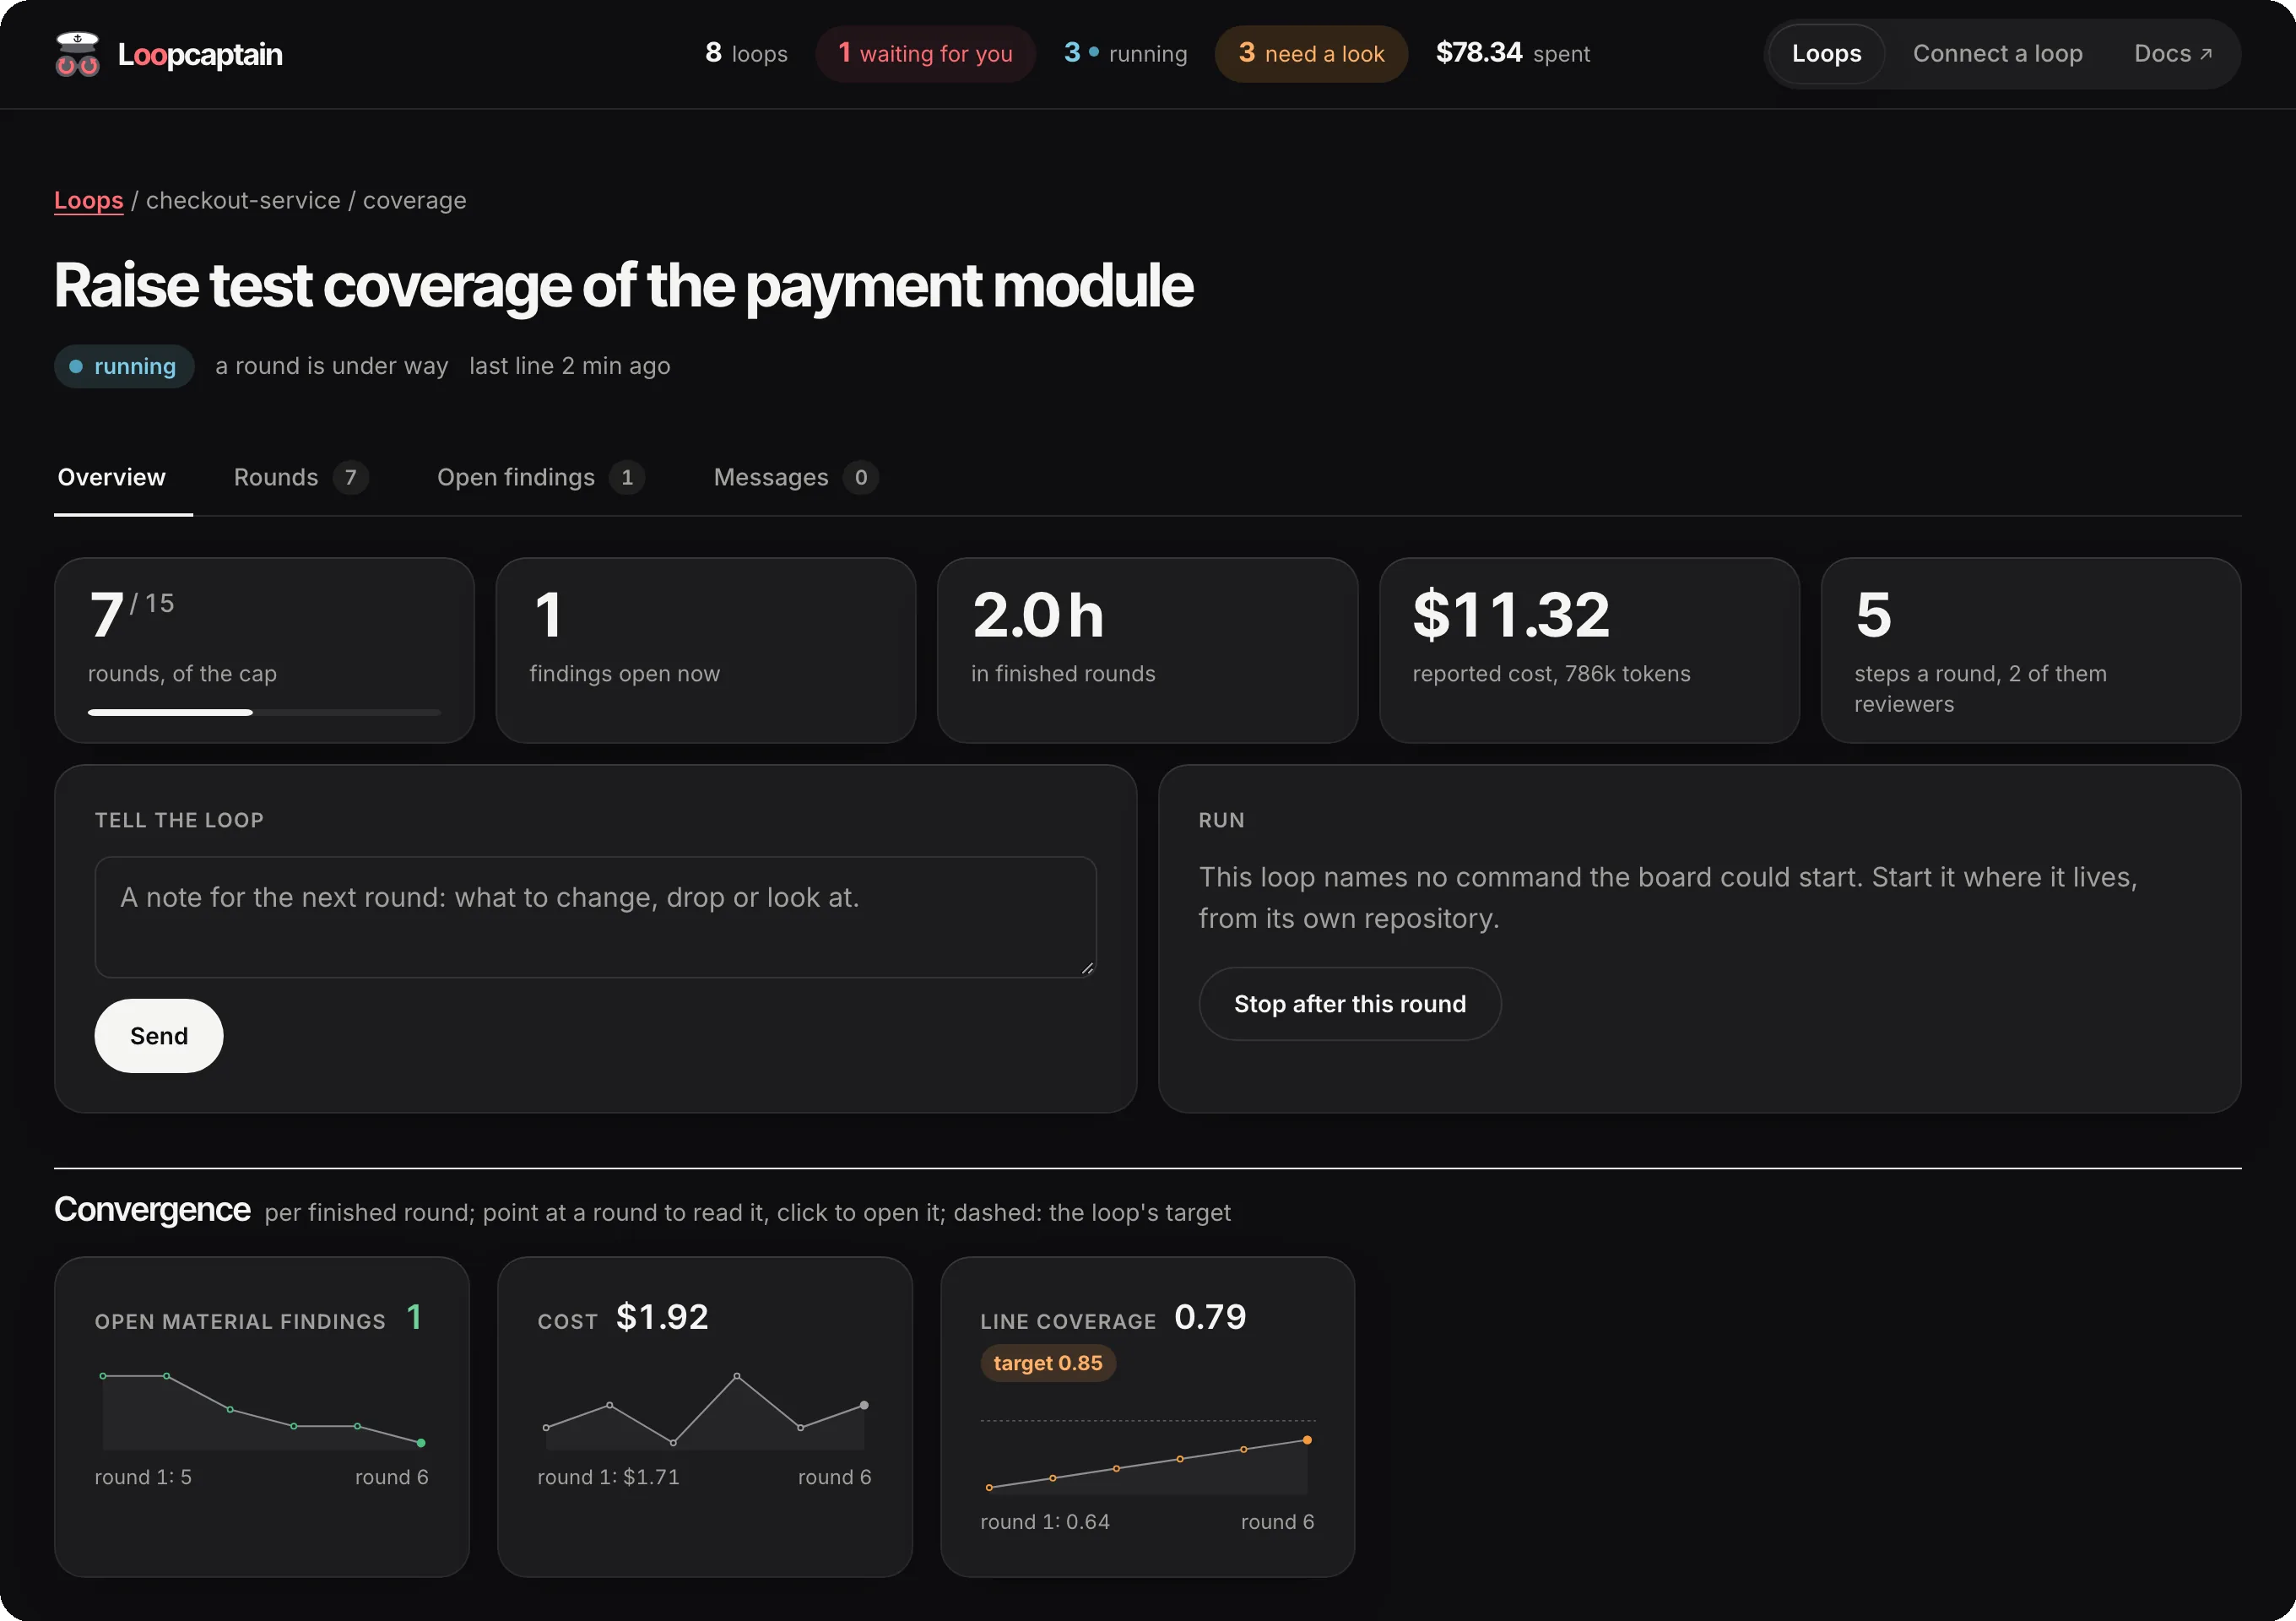 Loopcaptain
8 loops
1 waiting for you
3 running
3 need a look
$78.34 spent
Loops
Connect a loop
Docs ↗
Loops / checkout-service / coverage
Raise test coverage of the payment module
running a round is under way last line 2 min ago
Overview
Rounds 7
Open findings 1
Messages 0
7 / 15
rounds, of the cap
1
findings open now
2.0 h
in finished rounds
$11.32
reported cost, 786k tokens
5
steps a round, 2 of them
reviewers
TELL THE LOOP
A note for the next round: what to change, drop or look at.
Send
RUN
This loop names no command the board could start. Start it where it lives,
from its own repository.
Stop after this round
Convergence per finished round; point at a round to read it, click to open it; dashed: the loop's target
OPEN MATERIAL FINDINGS 1
round 1: 5 round 6
COST $1.92
round 1: $1.71 round 6
LINE COVERAGE 0.79
target 0.85
round 1: 0.64 round 6